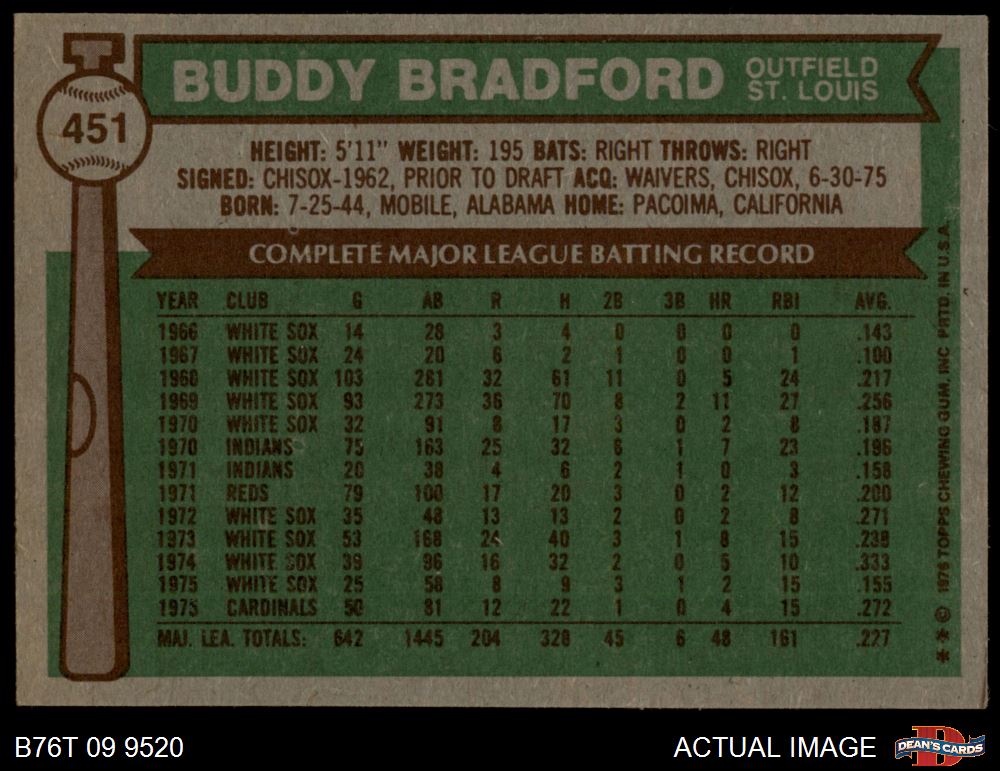 BUDDY BRADFORD
OUTFIELD
ST. LOUIS
451
HEIGHT: 5'11" WEIGHT: 195 BATS: RIGHT THROWS: RIGHT
SIGNED: CHISOX-1962, PRIOR TO DRAFT ACQ: WAIVERS, CHISOX, 6-30-75
BORN: 7-25-44, MOBILE, ALABAMA HOME: PACOIMA, CALIFORNIA
COMPLETE MAJOR LEAGUE BATTING RECORD
YEAR CLUB G AB R H 2B 3B HR RBI AVG.
1966 WHITE SOX 14 28 3 4 0 0 0 0 .143
1967 WHITE SOX 24 20 6 2 1 0 0 1 .100
1968 WHITE SOX 103 281 32 61 11 0 5 24 .217
1969 WHITE SOX 93 273 36 70 8 2 11 27 .256
1970 WHITE SOX 32 91 8 17 3 0 2 8 .187
1970 INDIANS 75 163 25 32 6 1 7 23 .196
1971 INDIANS 20 38 4 6 2 1 0 3 .158
1971 REDS 79 100 17 20 3 0 2 12 .200
1972 WHITE SOX 35 48 13 13 2 0 2 8 .271
1973 WHITE SOX 53 168 24 40 3 1 8 15 .238
1974 WHITE SOX 39 96 16 32 2 0 5 10 .333
1975 WHITE SOX 25 58 8 9 3 1 2 15 .155
1975 CARDINALS 50 81 12 22 1 0 4 15 .272
MAJ. LEA. TOTALS: 642 1445 204 328 45 6 48 161 .227
* * © 1976 TOPPS CHEWING GUM, INC PRTD. IN U.S.A.
B76T 09 9520
ACTUAL IMAGE
D
DEAN'S CARDS